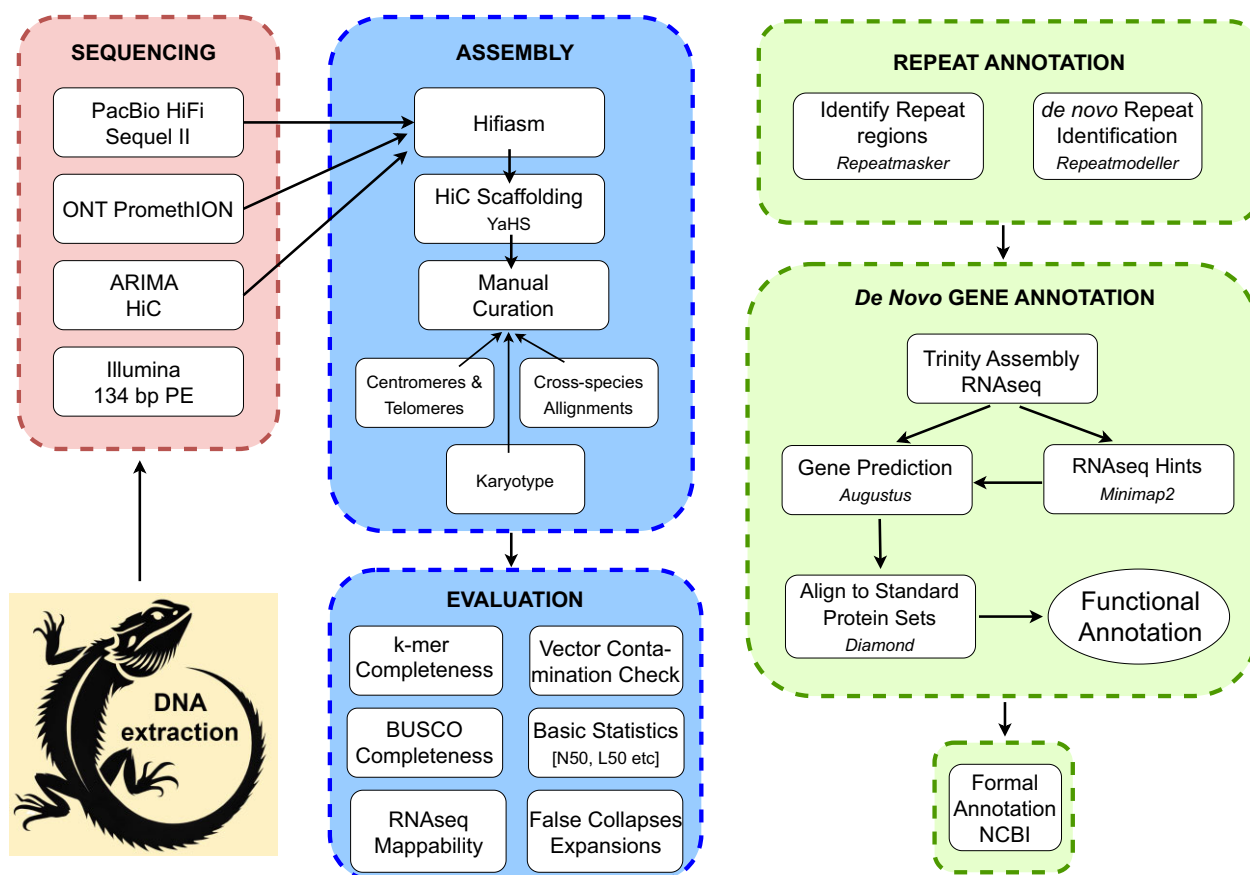 SEQUENCING
PacBio HiFi
Sequel II
ONT PromethION
ARIMA
HiC
Illumina
134 bp PE
DNA
extraction
ASSEMBLY
Hifiasm
HiC Scaffolding
YaHS
Manual
Curation
Centromeres &
Telomeres
Cross-species
Allignments
Karyotype
EVALUATION
k-mer
Completeness
Vector Conta-
mination Check
BUSCO
Completeness
Basic Statistics
[N50, L50 etc]
RNAseq
Mappability
False Collapses
Expansions
REPEAT ANNOTATION
Identify Repeat
regions
Repeatmasker
de novo Repeat
Identification
Repeatmodeller
De Novo GENE ANNOTATION
Trinity Assembly
RNAseq
Gene Prediction
Augustus
RNAseq Hints
Minimap2
Align to Standard
Protein Sets
Diamond
Functional
Annotation
Formal
Annotation
NCBI